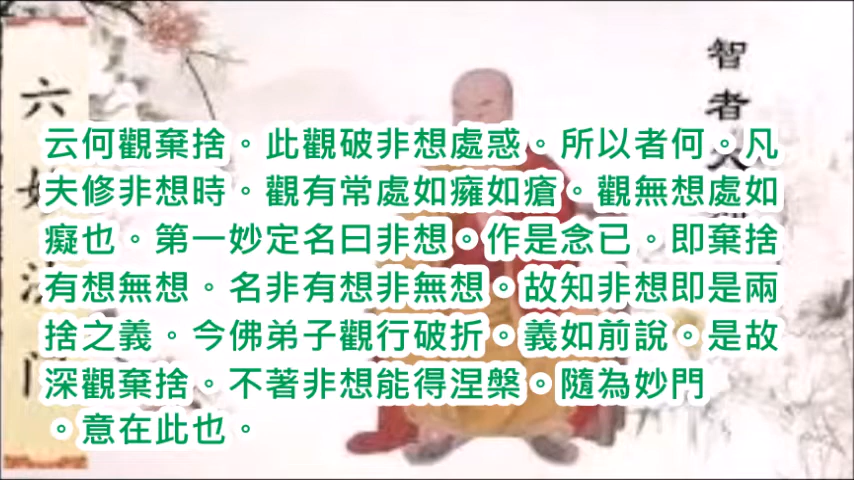 云何觀棄捨。此觀破非想處惑。所以者何。凡
夫修非想時。觀有常處如癰如瘡。觀無想處如
癡也。第一妙定名曰非想。作是念已。即棄捨
有想無想。名非有想非無想。故知非想即是兩
捨之義。今佛弟子觀行破折。義如前說。是故
深觀棄捨。不著非想能得涅槃。隨為妙門
。意在此也。
六
智者大